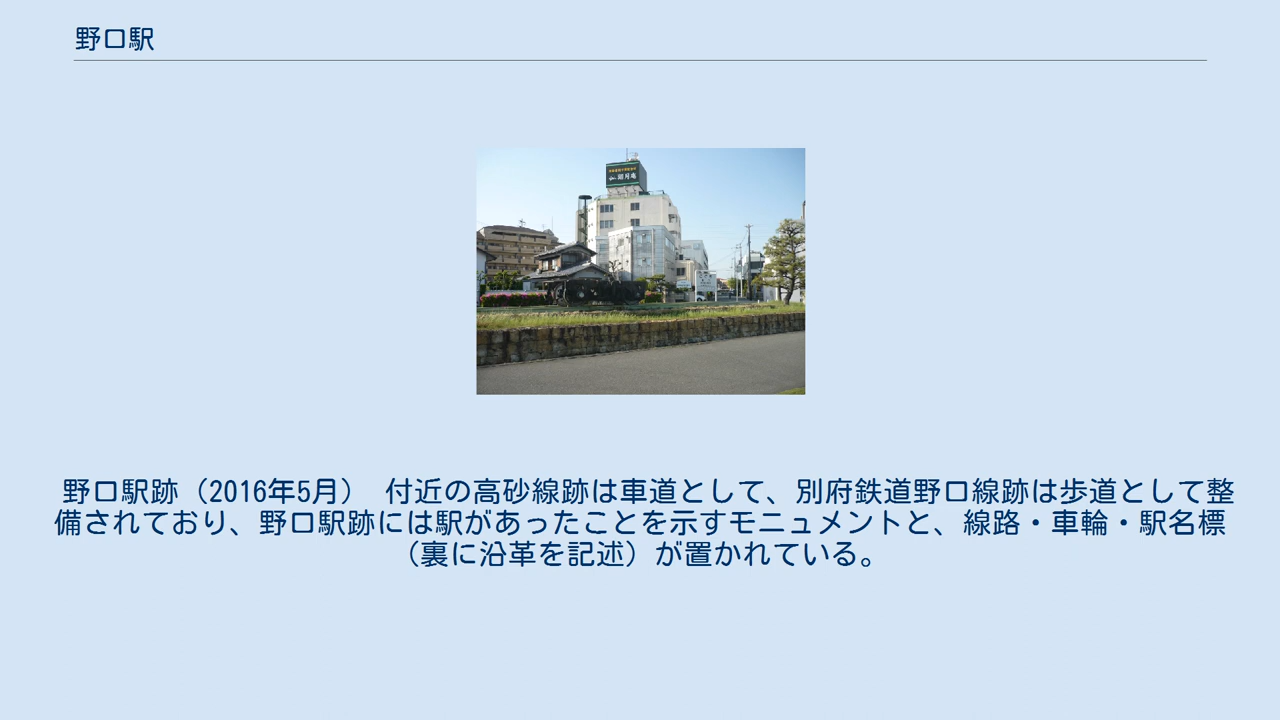 野口駅
野口駅跡（2016年5月）　付近の高砂線跡は車道として、別府鉄道野口線跡は歩道として整
備されており、野口駅跡には駅があったことを示すモニュメントと、線路・車輪・駅名標
（裏に沿革を記述）が置かれている。